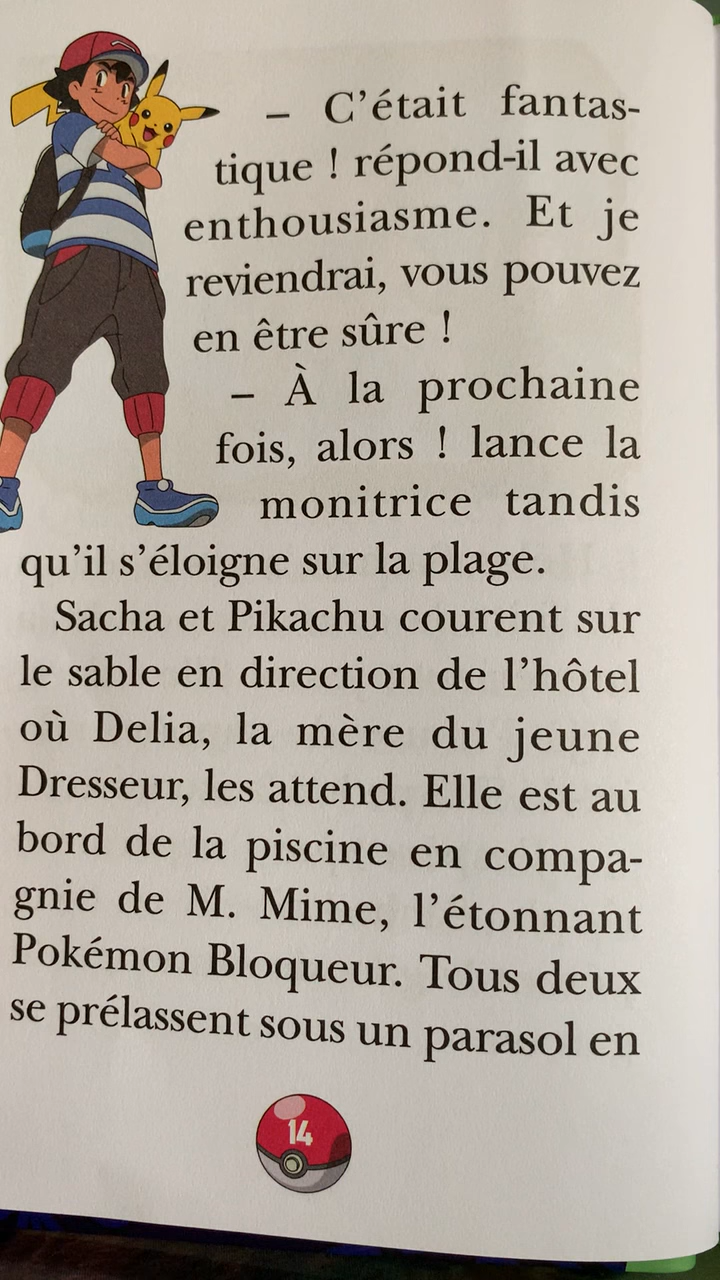 – C'était fantas-
tique ! répond-il avec
enthousiasme. Et je
reviendrai, vous pouvez
en être sûre !
– À la prochaine
fois, alors ! lance la
monitrice tandis
qu'il s'éloigne sur la plage.
Sacha et Pikachu courent sur
le sable en direction de l'hôtel
où Delia, la mère du jeune
Dresseur, les attend. Elle est au
bord de la piscine en compa-
gnie de M. Mime, l'étonnant
Pokémon Bloqueur. Tous deux
se prélassent sous un parasol en
14